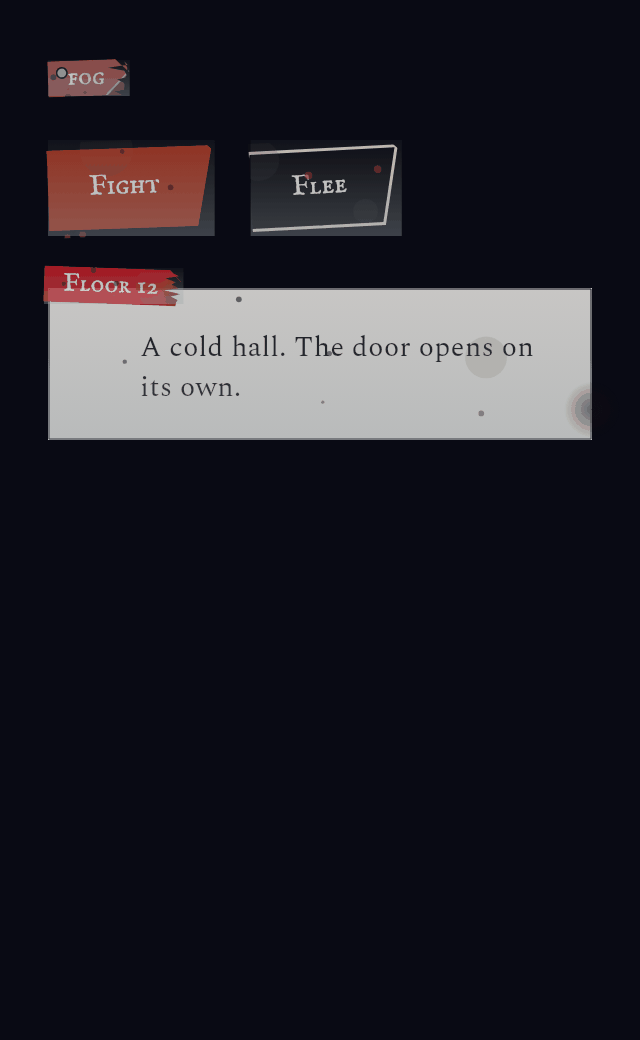 FOG
Fight
Flee
Floor 12
A cold hall. The door opens on
its own.